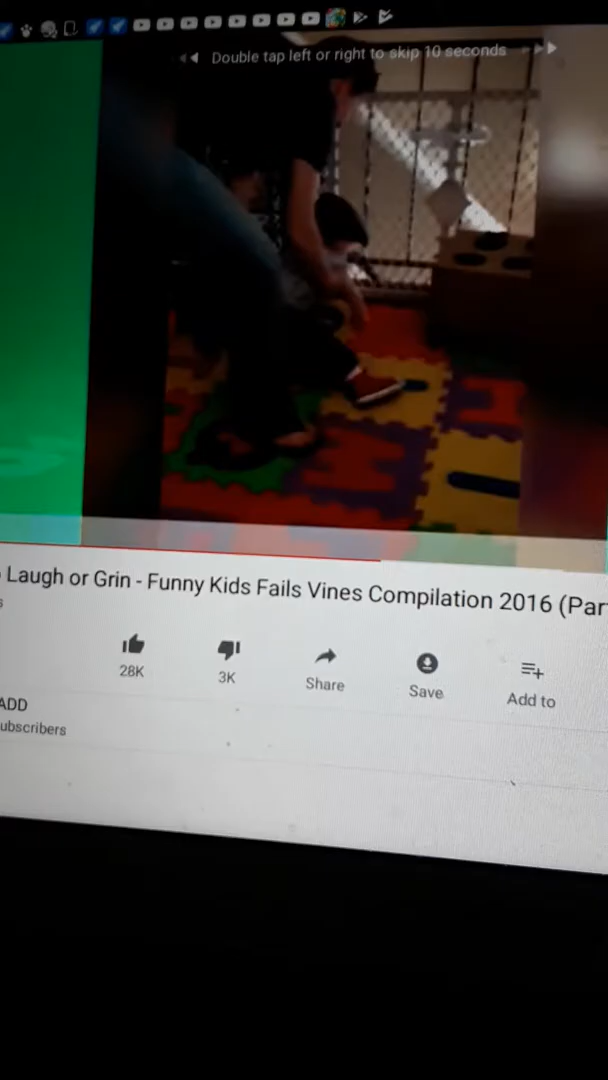 Double tap left or right to skip 10 seconds
Laugh or Grin - Funny Kids Fails Vines Compilation 2016 (Par
28K
3K
Share
Save
Add to
ADD
ubscribers